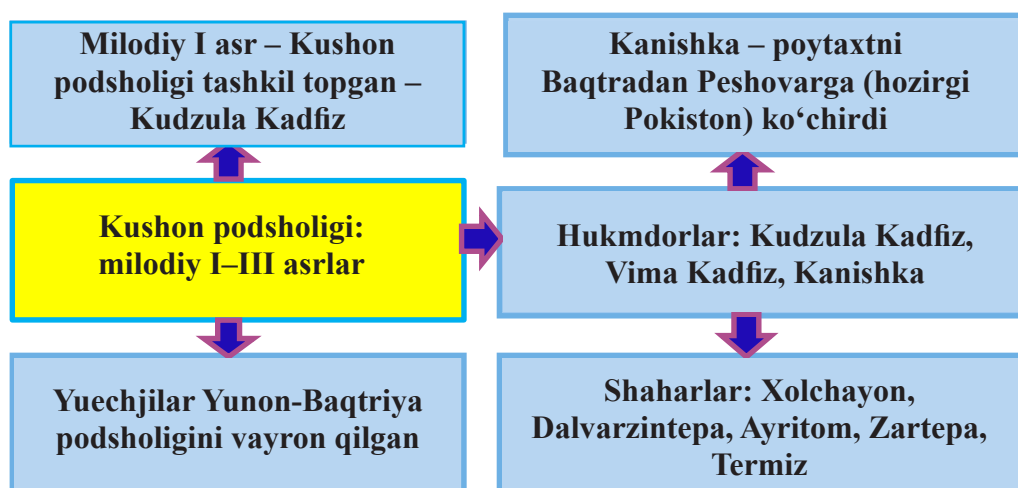 Milodiy I asr – Kushon
podsholigi tashkil topgan –
Kudzula Kadfiz
Kanishka – poytaxtni
Baqtradan Peshovarga (hozirgi
Pokiston) ko‘chirdi
Kushon podsholigi:
milodiy I–III asrlar
Hukmdorlar: Kudzula Kadfiz,
Vima Kadfiz, Kanishka
Yuechjilar Yunon-Baqtriya
podsholigini vayron qilgan
Shaharlar: Xolchayon,
Dalvarzintepa, Ayritom, Zartepa,
Termiz